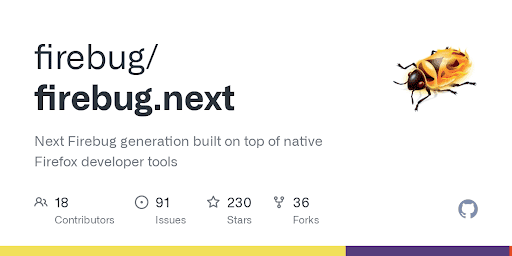 firebug/
firebug.next
Next Firebug generation built on top of native
Firefox developer tools
18 91 230 36
Contributors Issues Stars Forks